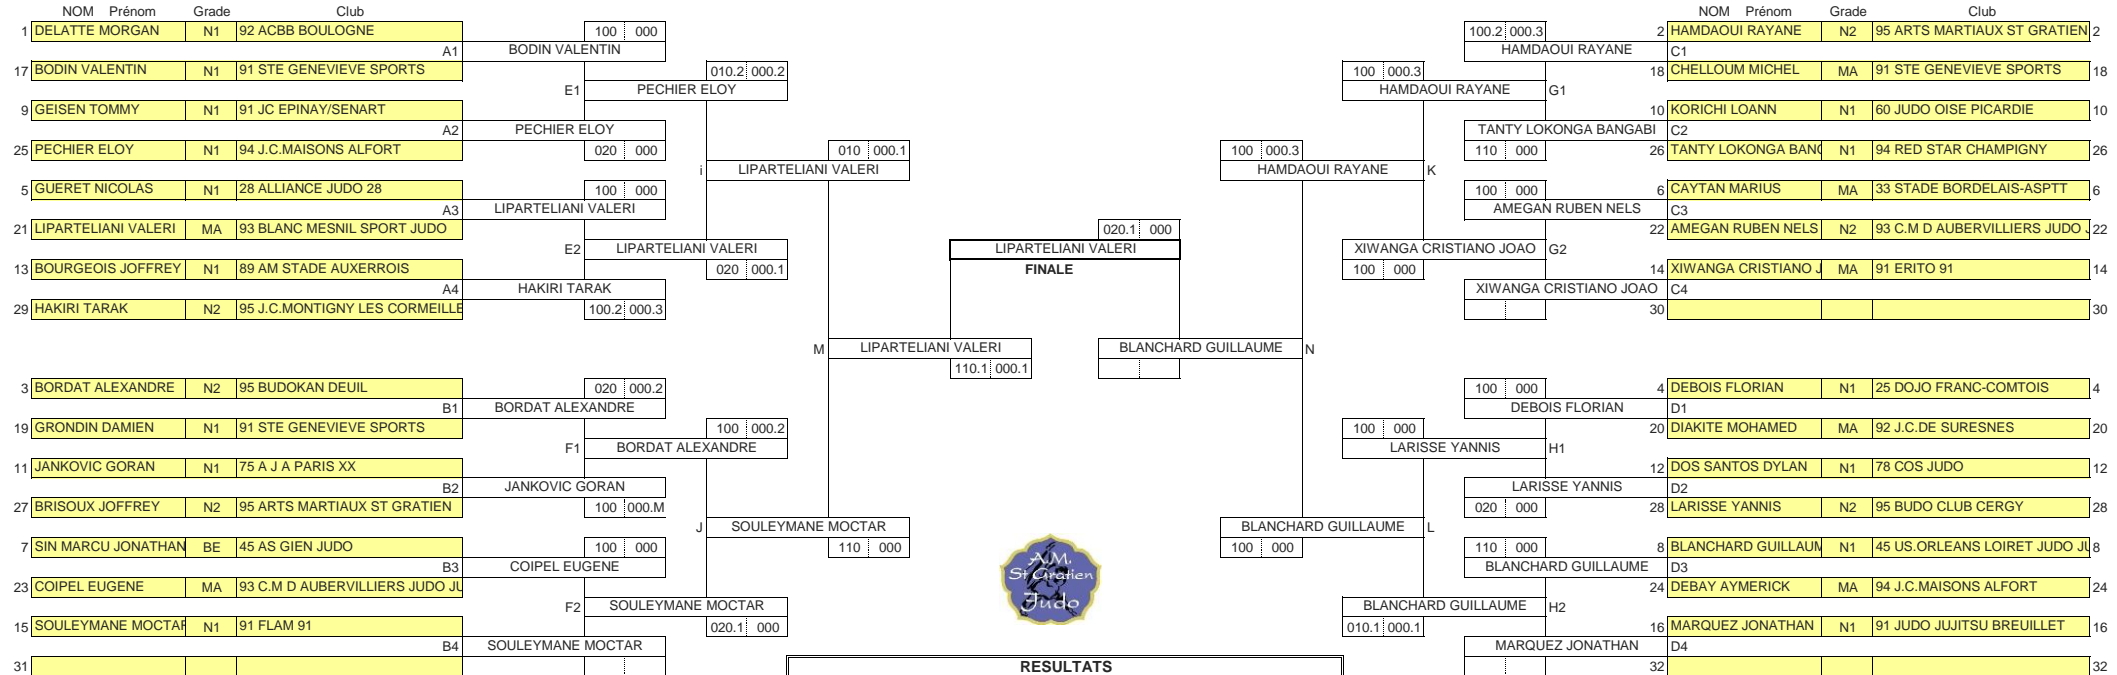 NOM Prénom Grade Club NOM Prénom Grade Club
1 DELATTE MORGAN N1 92 ACBB BOULOGNE 100 000 100.2 000.3 2 HAMDAOUI RAYANE N2 95 ARTS MARTIAUX ST GRATIEN 2
A1 BODIN VALENTIN HAMDAOUI RAYANE C1
17 BODIN VALENTIN N1 91 STE GENEVIEVE SPORTS 010.2 000.2 100 000.3 18 CHELLOUM MICHEL MA 91 STE GENEVIEVE SPORTS 18
E1 PECHIER ELOY HAMDAOUI RAYANE G1
9 GEISEN TOMMY N1 91 JC EPINAY/SENART 10 KORICHI LOANN N1 60 JUDO OISE PICARDIE 10
A2 PECHIER ELOY TANTY LOKONGA BANGABI C2
25 PECHIER ELOY N1 94 J.C.MAISONS ALFORT 020 000 010 000.1 100 000.3 110 000 26 TANTY LOKONGA BANG N1 94 RED STAR CHAMPIGNY 26
i LIPARTELIANI VALERI HAMDAOUI RAYANE K
5 GUERET NICOLAS N1 28 ALLIANCE JUDO 28 100 000 100 000 6 CAYTAN MARIUS MA 33 STADE BORDELAIS-ASPTT 6
A3 LIPARTELIANI VALERI AMEGAN RUBEN NELS C3
21 LIPARTELIANI VALERI MA 93 BLANC MESNIL SPORT JUDO 020.1 000 22 AMEGAN RUBEN NELS N2 93 C.M D AUBERVILLIERS JUDO J 22
E2 LIPARTELIANI VALERI LIPARTELIANI VALERI XIWANGA CRISTIANO JOAO G2
13 BOURGEOIS JOFFREY N1 89 AM STADE AUXERROIS 020 000.1 FINALE 100 000 14 XIWANGA CRISTIANO J MA 91 ERITO 91 14
A4 HAKIRI TARAK XIWANGA CRISTIANO JOAO C4
29 HAKIRI TARAK N2 95 J.C.MONTIGNY LES CORMEILLE 100.2 000.3 30 30
M LIPARTELIANI VALERI BLANCHARD GUILLAUME N
110.1 000.1
3 BORDAT ALEXANDRE N2 95 BUDOKAN DEUIL 020 000.2 100 000 4 DEBOIS FLORIAN N1 25 DOJO FRANC-COMTOIS 4
B1 BORDAT ALEXANDRE DEBOIS FLORIAN D1
19 GRONDIN DAMIEN N1 91 STE GENEVIEVE SPORTS 100 000.2 100 000 20 DIAKITE MOHAMED MA 92 J.C.DE SURESNES 20
F1 BORDAT ALEXANDRE LARISSE YANNIS H1
11 JANKOVIC GORAN N1 75 A J A PARIS XX 12 DOS SANTOS DYLAN N1 78 COS JUDO 12
B2 JANKOVIC GORAN LARISSE YANNIS D2
27 BRISOUX JOFFREY N2 95 ARTS MARTIAUX ST GRATIEN 100 000.M 020 000 28 LARISSE YANNIS N2 95 BUDO CLUB CERGY 28
J SOULEYMANE MOCTAR BLANCHARD GUILLAUME L
7 SIN MARCU JONATHAN BE 45 AS GIEN JUDO 100 000 110 000 100 000 110 000 8 BLANCHARD GUILLAUM N1 45 US.ORLEANS LOIRET JUDO JU 8
B3 COIPEL EUGENE A.M. BLANCHARD GUILLAUME D3
St Gratien
23 COIPEL EUGENE MA 93 C.M D AUBERVILLIERS JUDO JU 24 DEBAY AYMERICK MA 94 J.C.MAISONS ALFORT 24
F2 SOULEYMANE MOCTAR Judo BLANCHARD GUILLAUME H2
15 SOULEYMANE MOCTAR N1 91 FLAM 91 020.1 000 010.1 000.1 16 MARQUEZ JONATHAN N1 91 JUDO JUJITSU BREUILLET 16
B4 SOULEYMANE MOCTAR MARQUEZ JONATHAN D4
31 RESULTATS 32 32